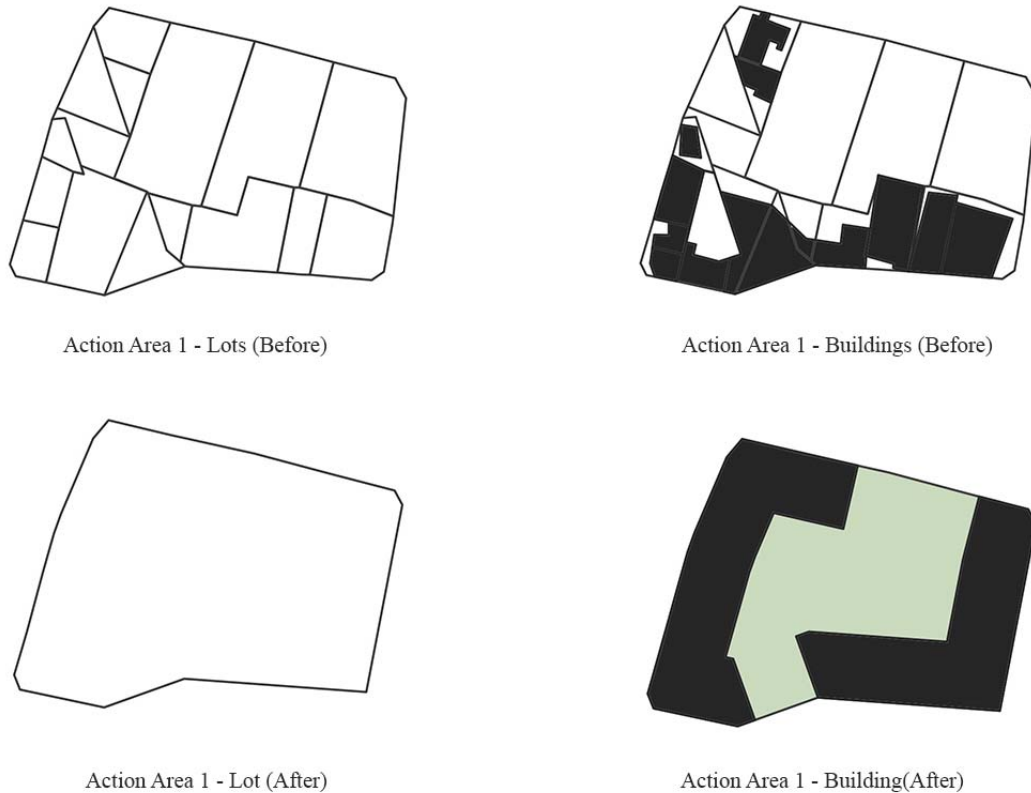 Action Area 1 - Lots (Before)
Action Area 1 - Buildings (Before)
Action Area 1 - Lot (After)
Action Area 1 - Building(After)